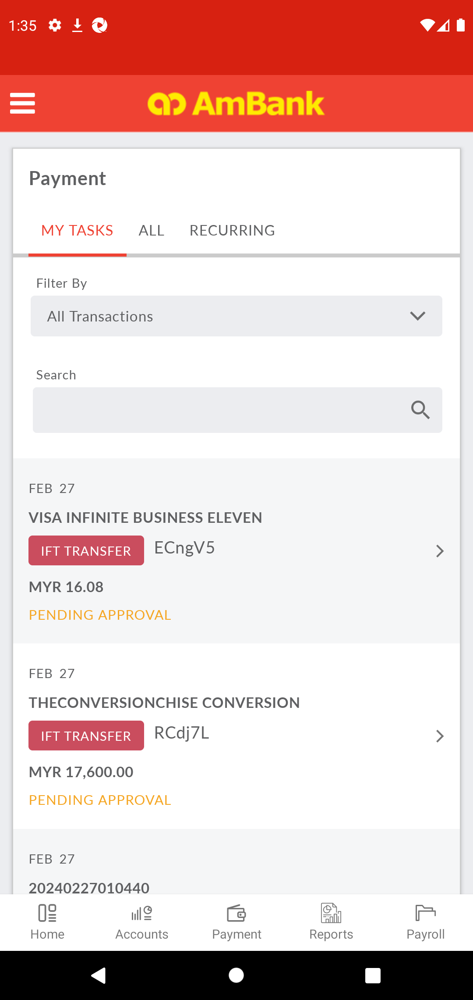 1:35
AmBank
Payment
MY TASKS ALL RECURRING
Filter By
All Transactions
Search
FEB 27
VISA INFINITE BUSINESS ELEVEN
IFT TRANSFER ECngV5
MYR 16.08
PENDING APPROVAL
FEB 27
THECONVERSIONCHISE CONVERSION
IFT TRANSFER RCdj7L
MYR 17,600.00
PENDING APPROVAL
FEB 27
20240227010440
Home Accounts Payment Reports Payroll